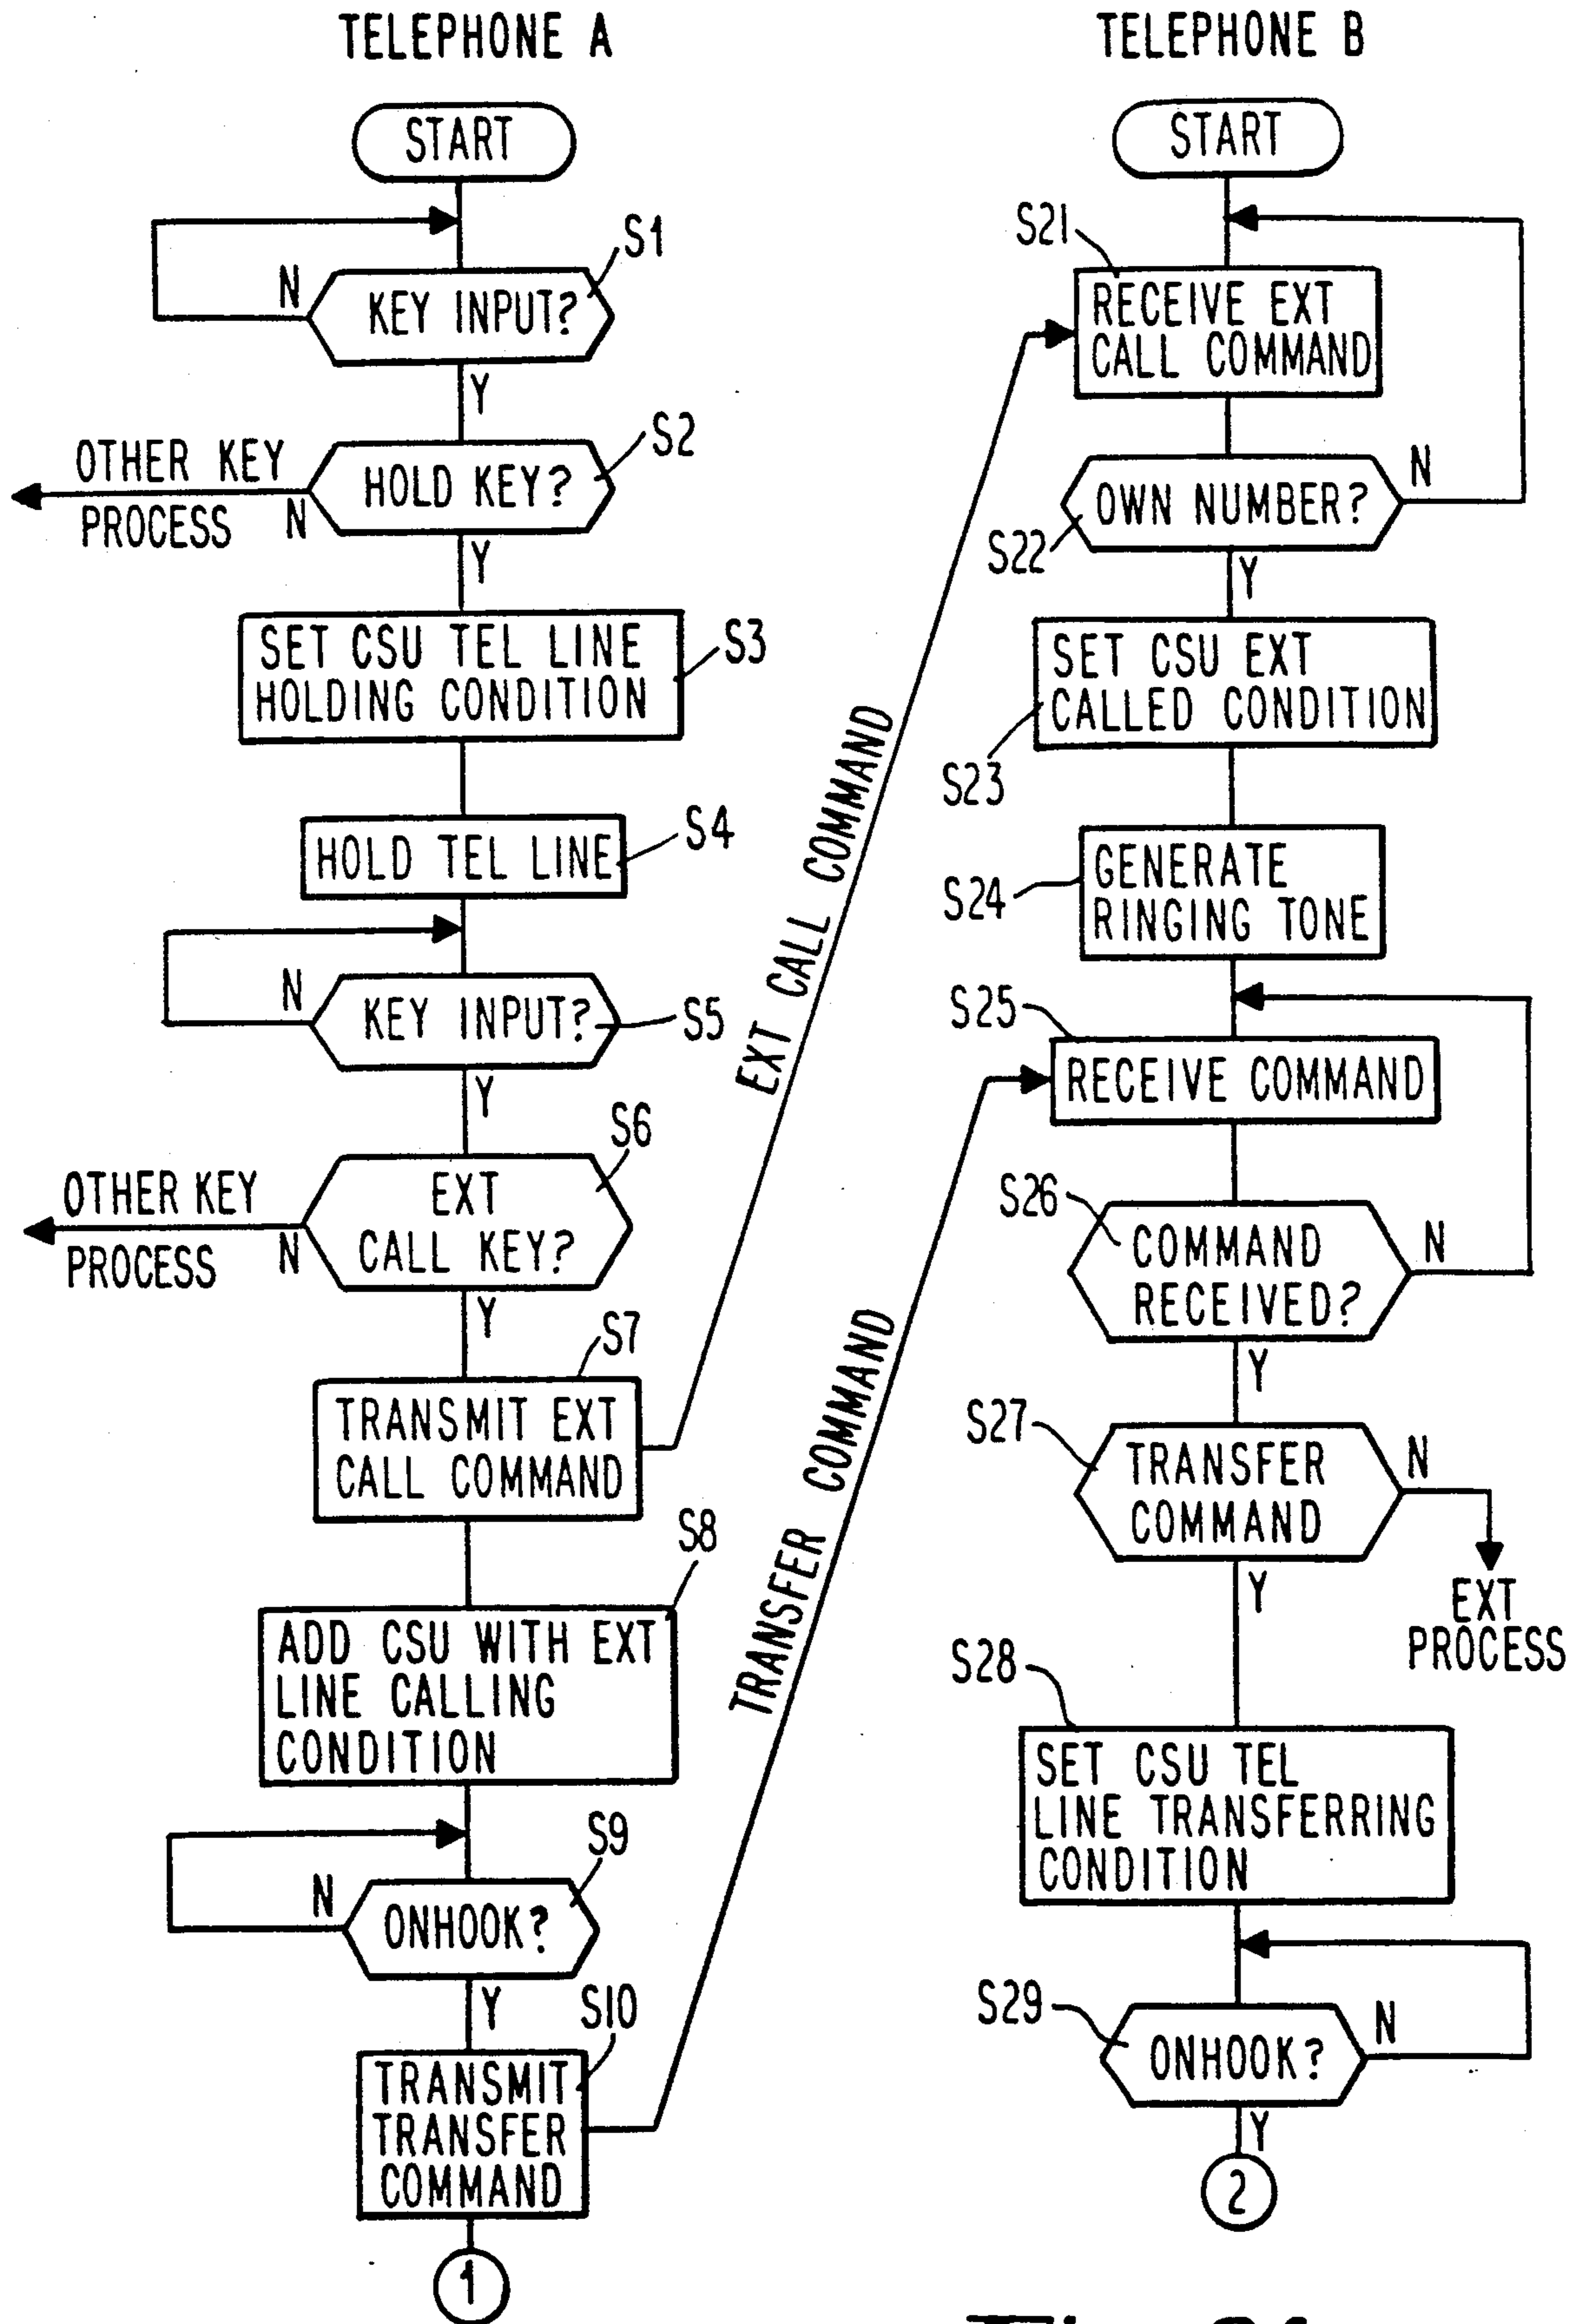 TELEPHONE A
START
S1
N
KEY INPUT?
Y
S2
OTHER KEY
PROCESS
N
HOLD KEY?
Y
S3
SET CSU TEL LINE
HOLDING CONDITION
S4
HOLD TEL LINE
N
KEY INPUT?
S5
Y
S6
OTHER KEY
PROCESS
N
EXT
CALL KEY?
Y
S7
TRANSMIT EXT
CALL COMMAND
S8
ADD CSU WITH EXT
LINE CALLING
CONDITION
S9
N
ONHOOK?
Y
S10
TRANSMIT
TRANSFER
COMMAND
1
EXT CALL COMMAND
TRANSFER COMMAND
TELEPHONE B
START
S21
RECEIVE EXT
CALL COMMAND
OWN NUMBER?
N
S22
Y
SET CSU EXT
CALLED CONDITION
S23
S24
GENERATE
RINGING TONE
S25
RECEIVE COMMAND
S26
COMMAND
RECEIVED?
N
Y
S27
TRANSFER
COMMAND
N
Y
EXT
PROCESS
S28
SET CSU TEL
LINE TRANSFERRING
CONDITION
S29
ONHOOK?
N
Y
2